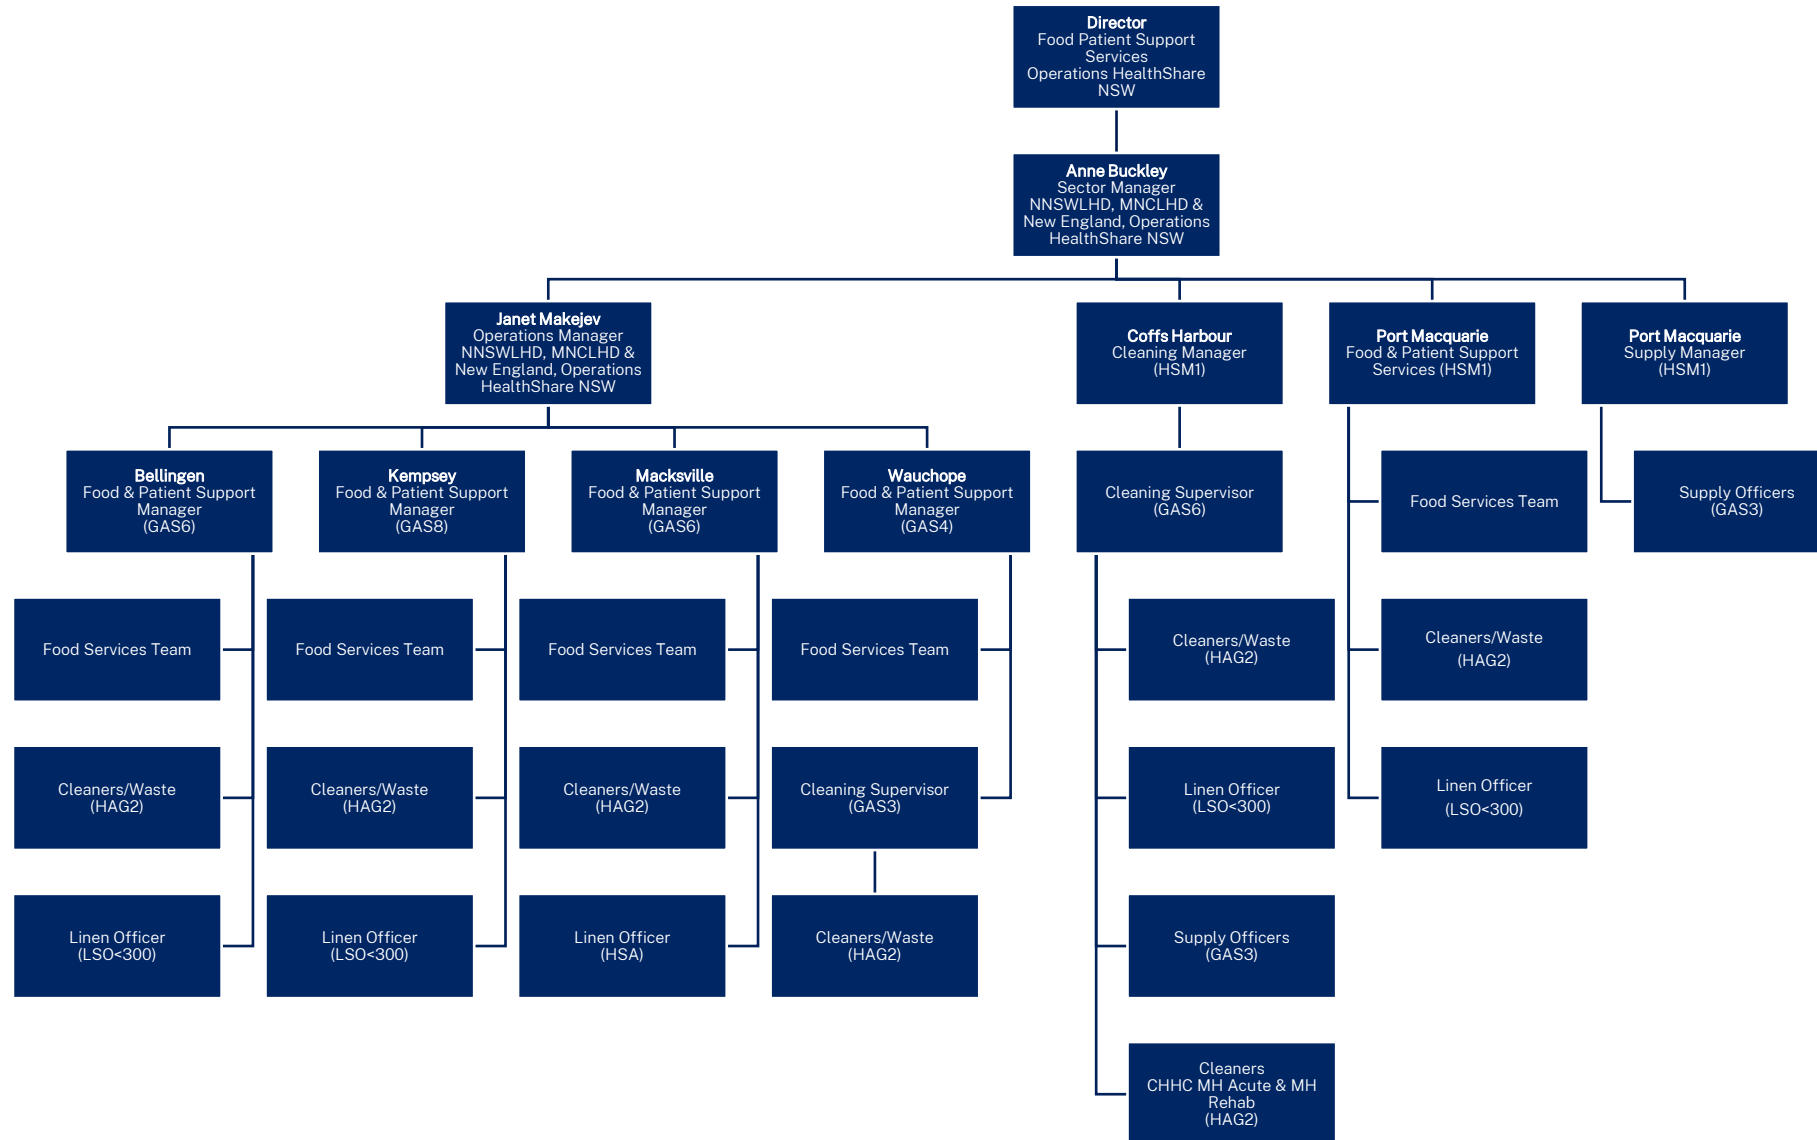 Director
Food Patient Support
Services
Operations HealthShare
NSW
Anne Buckley
Sector Manager
NNSWLHD, MNCLHD &
New England, Operations
HealthShare NSW
Janet Makejev
Operations Manager
NNSWLHD, MNCLHD &
New England, Operations
HealthShare NSW
Coffs Harbour
Cleaning Manager
(HSM1)
Port Macquarie
Food & Patient Support
Services (HSM1)
Port Macquarie
Supply Manager
(HSM1)
Bellingen
Food & Patient Support
Manager
(GAS6)
Kempsey
Food & Patient Support
Manager
(GAS8)
Macksville
Food & Patient Support
Manager
(GAS6)
Wauchope
Food & Patient Support
Manager
(GAS4)
Cleaning Supervisor
(GAS6)
Food Services Team
Supply Officers
(GAS3)
Food Services Team
Food Services Team
Food Services Team
Food Services Team
Cleaners/Waste
(HAG2)
Cleaners/Waste
(HAG2)
Cleaners/Waste
(HAG2)
Cleaners/Waste
(HAG2)
Cleaners/Waste
(HAG2)
Cleaning Supervisor
(GAS3)
Linen Officer
(LSO<300)
Linen Officer
(LSO<300)
Linen Officer
(LSO<300)
Linen Officer
(LSO<300)
Linen Officer
(HSA)
Cleaners/Waste
(HAG2)
Supply Officers
(GAS3)
Cleaners
CHHC MH Acute & MH
Rehab
(HAG2)